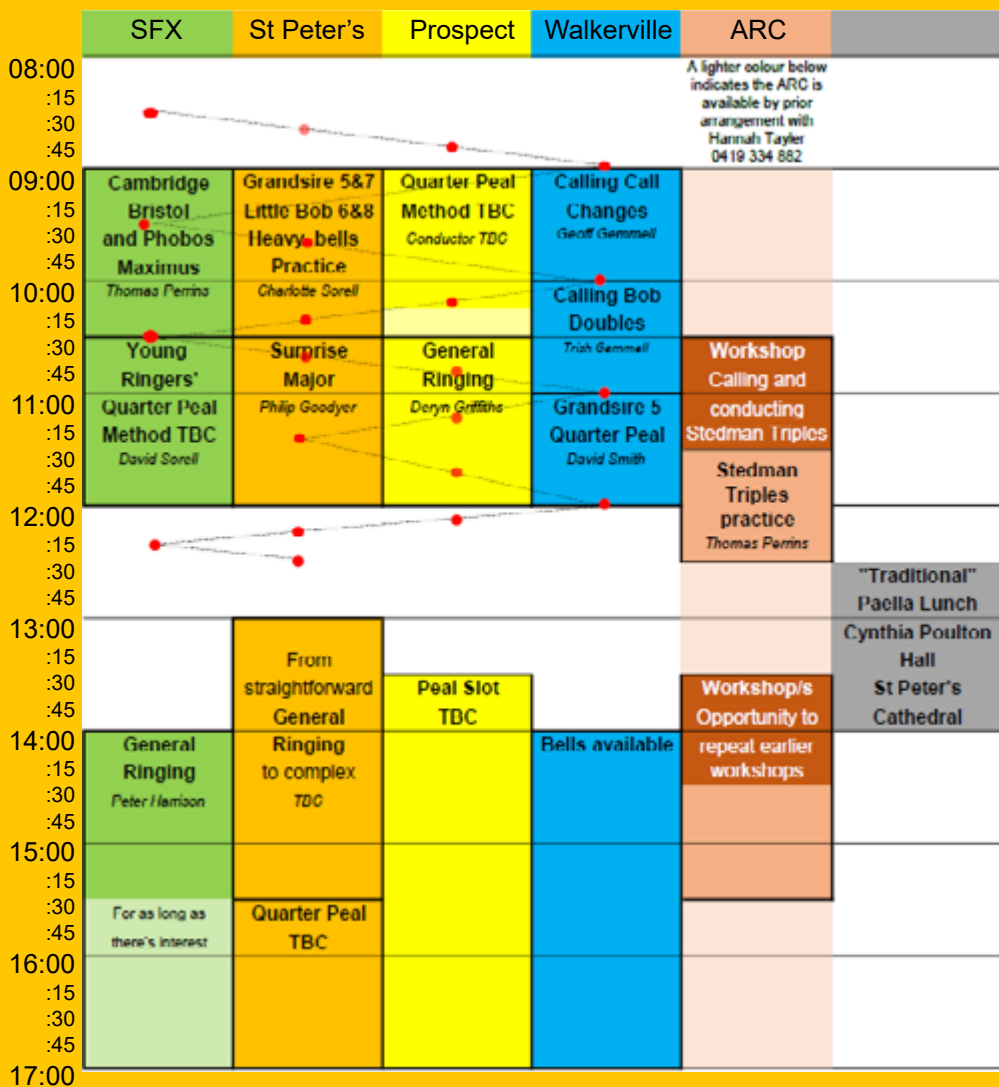 SFX St Peter's Prospect Walkerville ARC
08:00
:15
:30
:45
09:00
:15
:30
:45
10:00
:15
:30
:45
11:00
:15
:30
:45
12:00
:15
:30
:45
13:00
:15
:30
:45
14:00
:15
:30
:45
15:00
:15
:30
:45
16:00
:15
:30
:45
17:00
Cambridge
Bristol
and Phobos
Maximus
Thomas Perrins
Young
Ringers'
Quarter Peal
Method TBC
David Sorell
General
Ringing
Peter Harrison
For as long as
there's interest
Grandsire 5&7
Little Bob 6&8
Heavy bells
Practice
Charlotte Sorell
Surprise
Major
Philip Goodyer
From
straightforward
General
Ringing
to complex
TBC
Quarter Peal
TBC
Quarter Peal
Method TBC
Conductor TBC
General
Ringing
Deryn Griffiths
Peal Slot
TBC
Calling Call
Changes
Geoff Gemmell
Calling Bob
Doubles
Trish Gemmell
Grandsire 5
Quarter Peal
David Smith
Bells available
A lighter colour below
indicates the ARC is
available by prior
arrangement with
Hannah Tayler
0419 334 882
Workshop
Calling and
conducting
Stedman Triples
Stedman
Triples
practice
Thomas Perrins
Workshop/s
Opportunity to
repeat earlier
workshops
"Traditional"
Paella Lunch
Cynthia Poulton
Hall
St Peter's
Cathedral